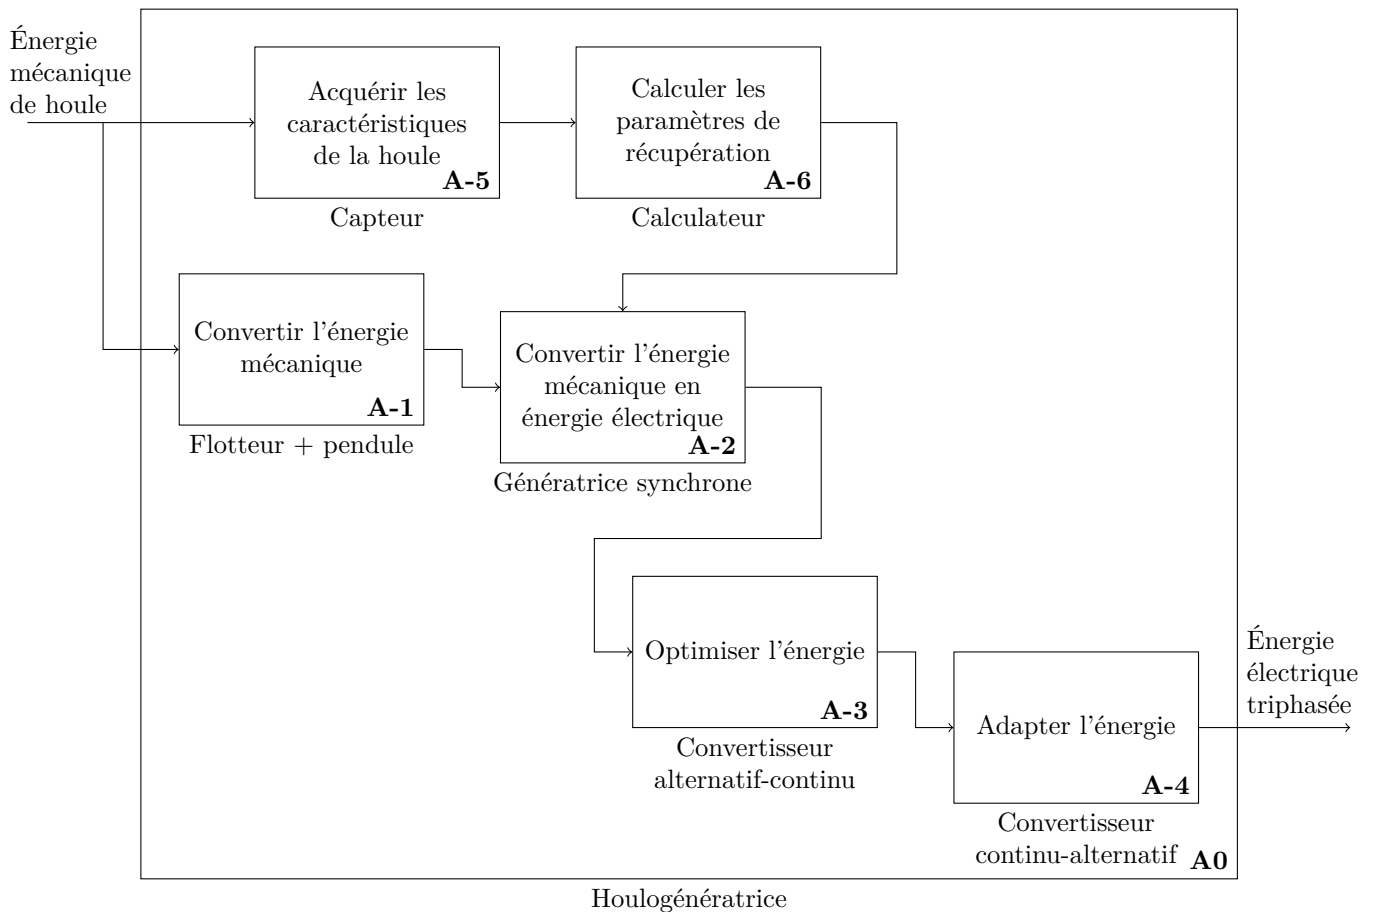 Énergie
mécanique
de houle
Acquérir les
caractéristiques
de la houle
A-5
Capteur
Calculer les
paramètres de
récupération
A-6
Calculateur
Convertir l'énergie
mécanique
A-1
Flotteur + pendule
Convertir l'énergie
mécanique en
énergie électrique
A-2
Génératrice synchrone
Optimiser l'énergie
A-3
Convertisseur
alternatif-continu
Adapter l'énergie
A-4
Convertisseur
continu-alternatif
Énergie
électrique
triphasée
A0
Houlogénératrice